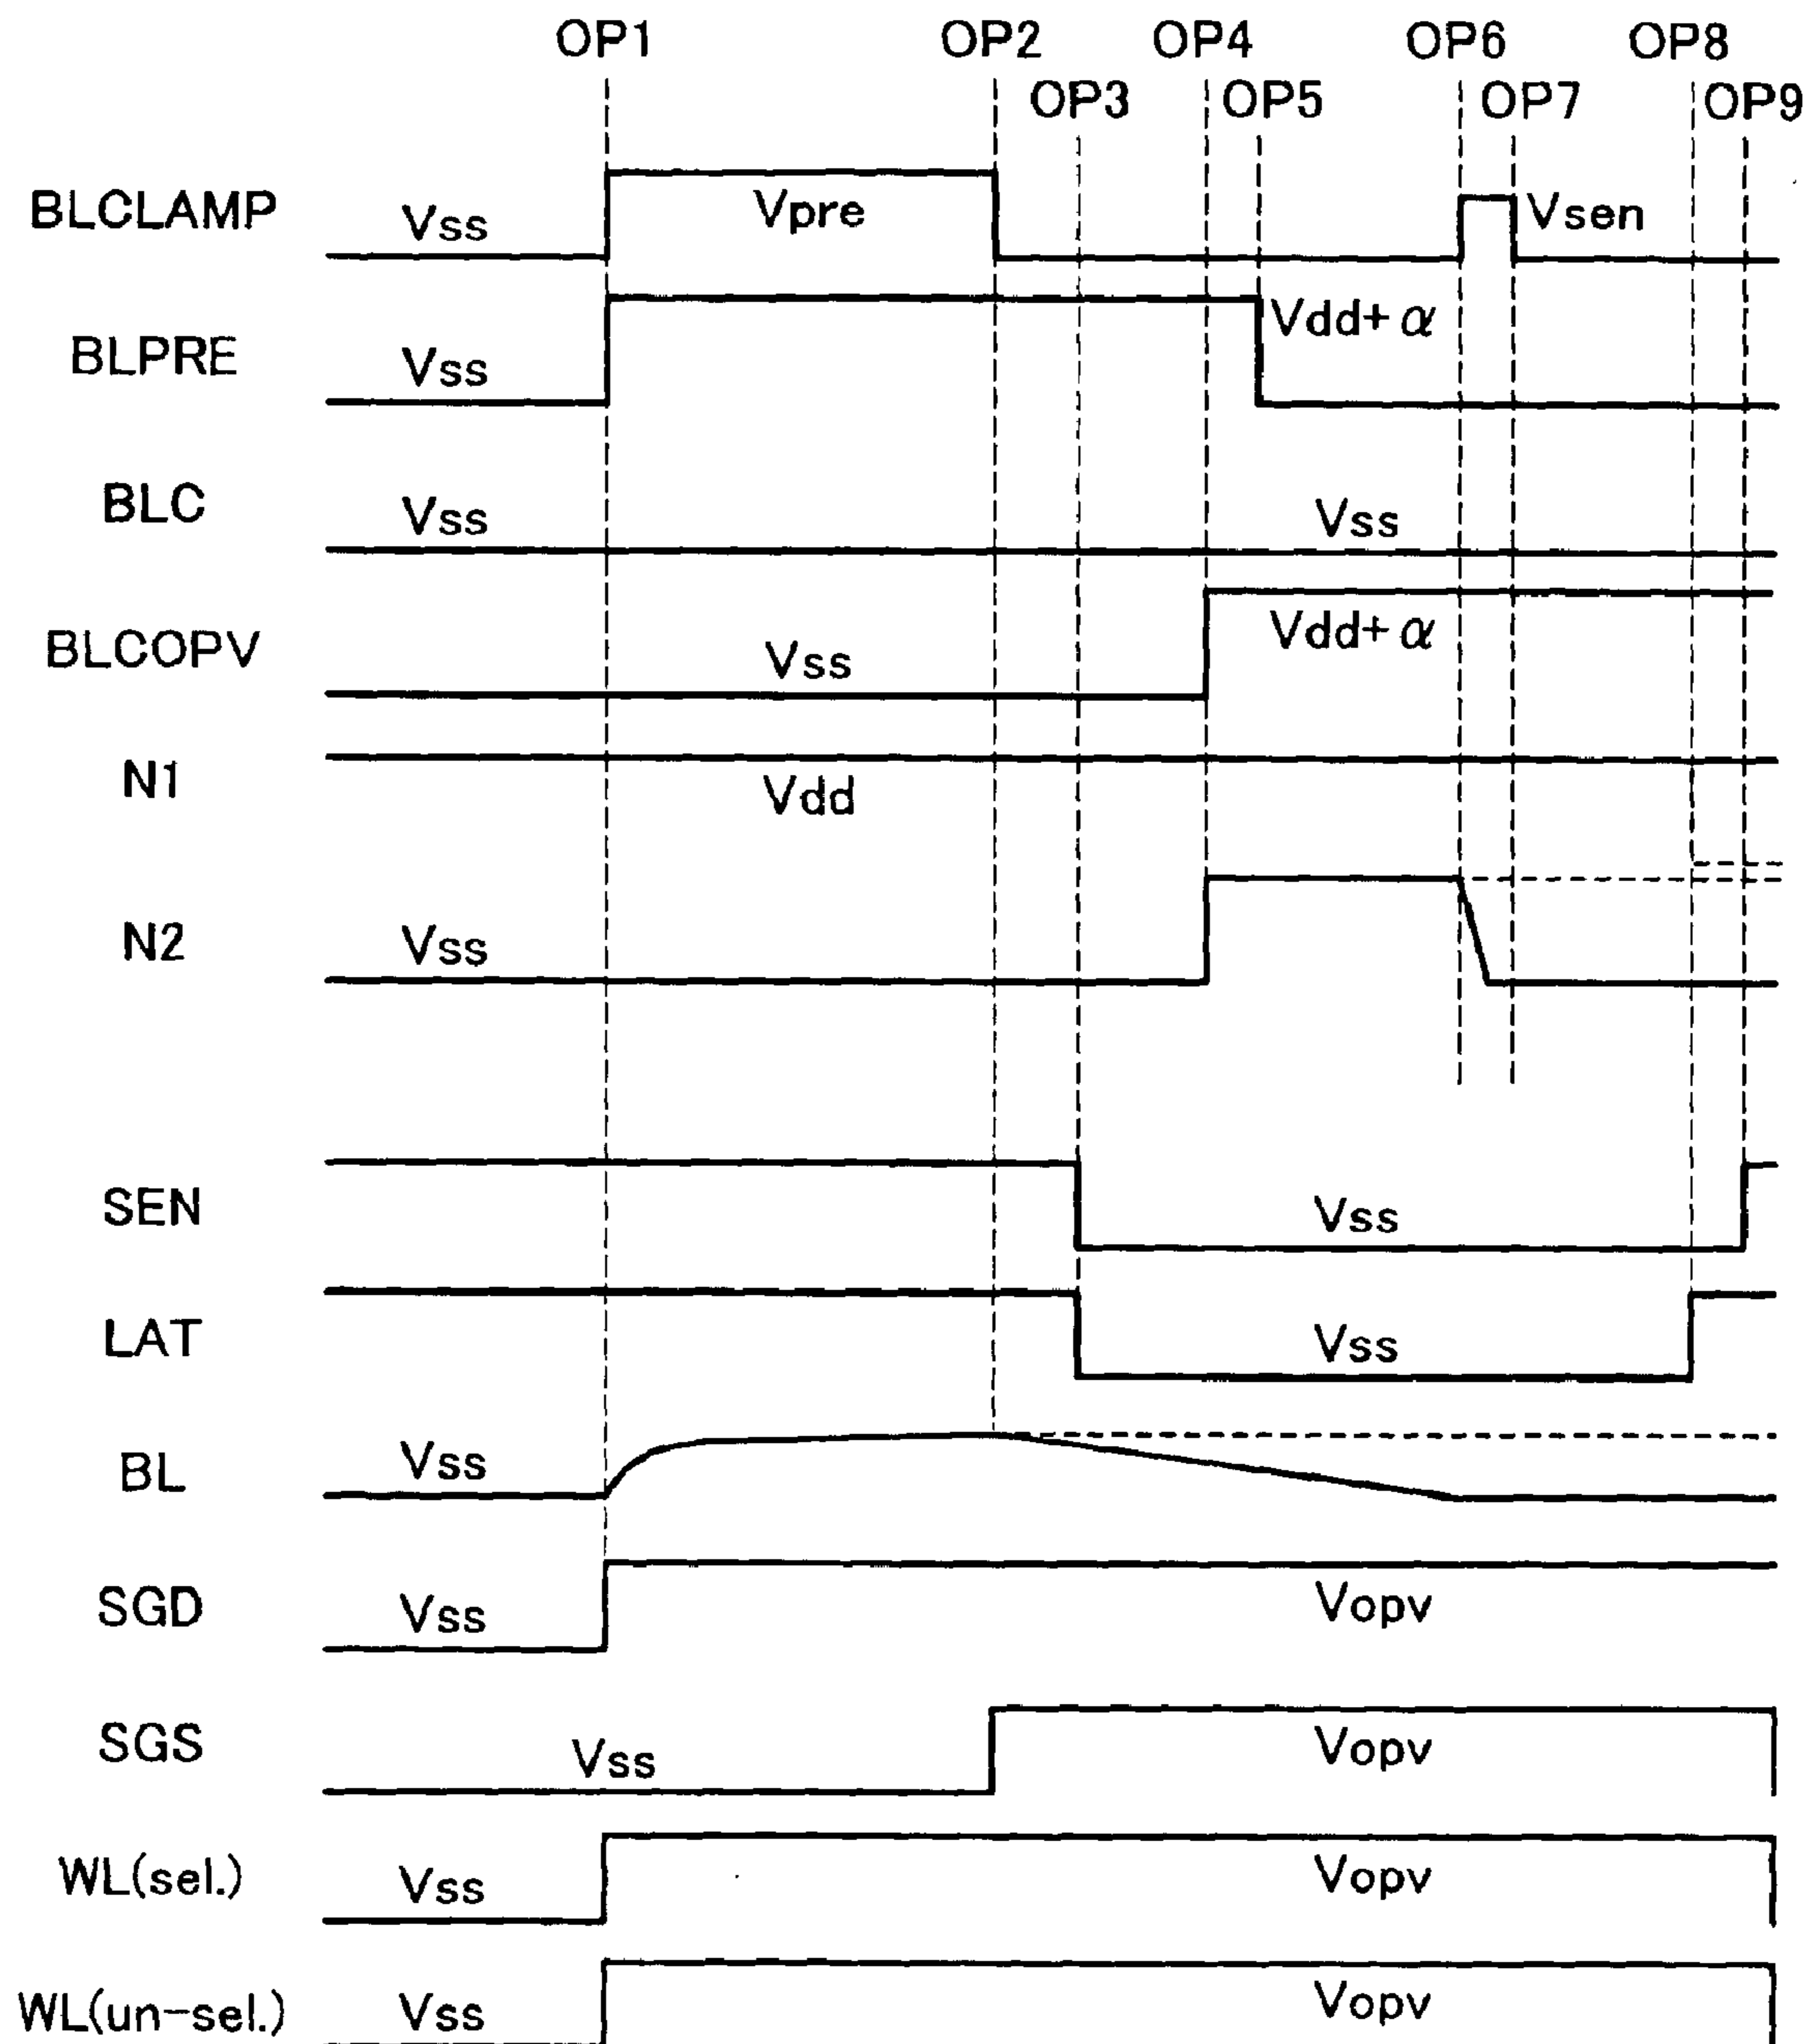 OP1 OP2 OP4 OP6 OP8
OP3 OP5 OP7 OP9
BLCLAMP Vss Vpre Vsen
BLPRE Vss Vdd+α
BLC Vss Vss
BLCOPV Vss Vdd+α
N1 Vdd
N2 Vss
SEN Vss
LAT Vss
BL Vss
SGD Vss Vopv
SGS Vss Vopv
WL(sel.) Vss Vopv
WL(un-sel.) Vss Vopv